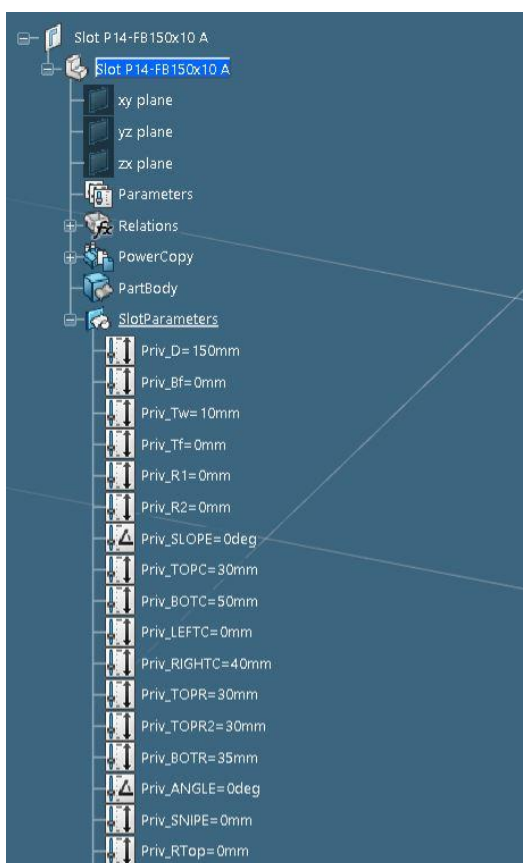 Slot P14-FB150x10 A
Slot P14-FB150x10 A
xy plane
yz plane
zx plane
Parameters
Relations
PowerCopy
PartBody
SlotParameters
Priv_D=150mm
Priv_Bf=0mm
Priv_Tw=10mm
Priv_Tf=0mm
Priv_R1=0mm
Priv_R2=0mm
Priv_SLOPE=0deg
Priv_TOPC=30mm
Priv_BOTC=50mm
Priv_LEFTC=0mm
Priv_RIGHTC=40mm
Priv_TOPR=30mm
Priv_TOPR2=30mm
Priv_BOTR=35mm
Priv_ANGLE=0deg
Priv_SNIPE=0mm
Priv_RTop=0mm